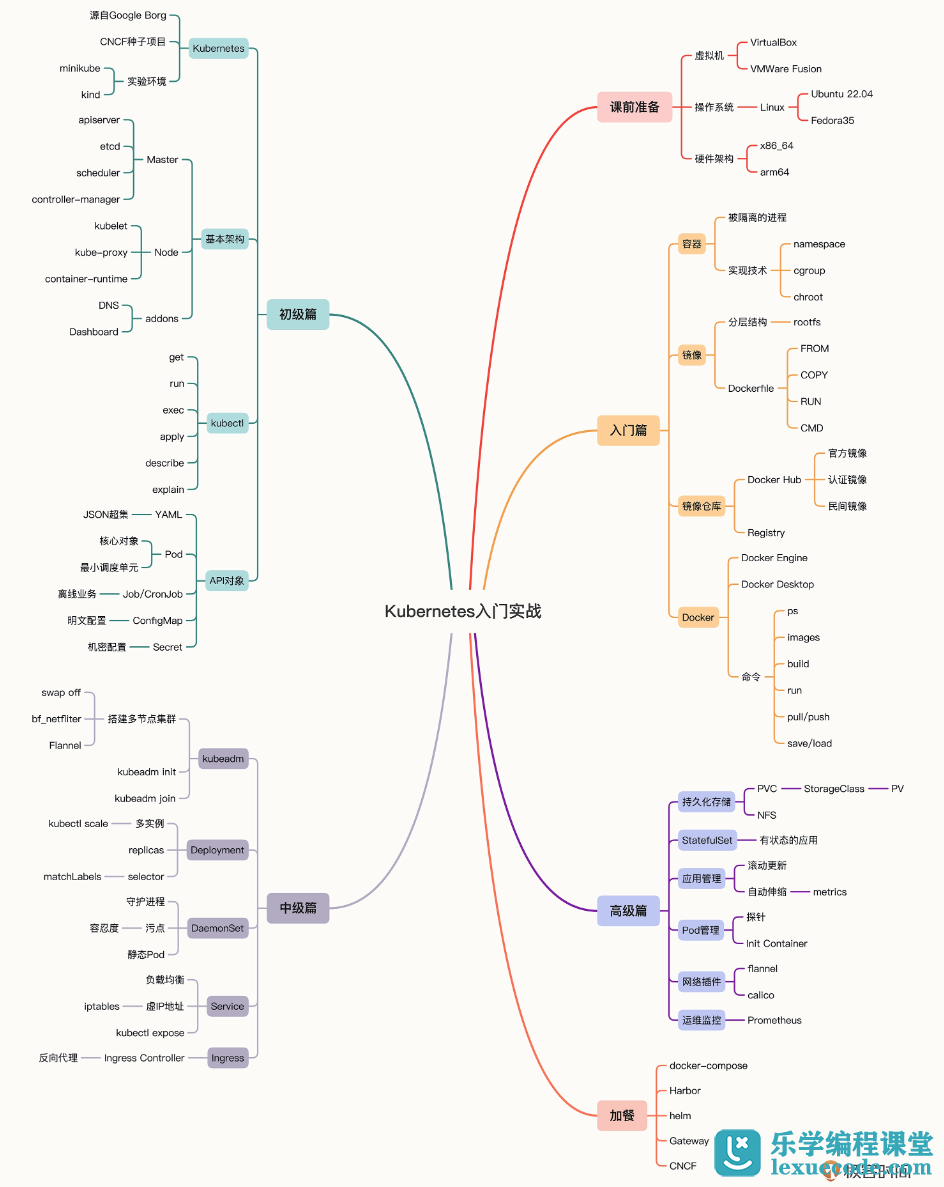 Kubernetes入门实战
课前准备
虚拟机
VirtualBox
VMWare Fusion
操作系统
Linux
Ubuntu 22.04
Fedora35
硬件架构
x86_64
arm64
入门篇
容器
被隔离的进程
实现技术
namespace
cgroup
chroot
镜像
分层结构
rootfs
Dockerfile
FROM
COPY
RUN
CMD
镜像仓库
Docker Hub
官方镜像
认证镜像
民间镜像
Registry
Docker
Docker Engine
Docker Desktop
命令
ps
images
build
run
pull/push
save/load
初级篇
Kubernetes
源自Google Borg
CNCF种子项目
实验环境
minikube
kind
基本架构
Master
apiserver
etcd
scheduler
controller-manager
Node
kubelet
kube-proxy
container-runtime
addons
DNS
Dashboard
kubectl
get
run
exec
apply
describe
explain
API对象
YAML
JSON超集
Pod
核心对象
最小调度单元
Job/CronJob
离线业务
ConfigMap
明文配置
Secret
机密配置
中级篇
kubeadm
搭建多节点集群
swap off
bf_netfilter
Flannel
kubeadm init
kubeadm join
Deployment
多实例
kubectl scale
replicas
selector
matchLabels
DaemonSet
守护进程
污点
容忍度
静态Pod
Service
负载均衡
虚IP地址
iptables
kubectl expose
Ingress
Ingress Controller
反向代理
高级篇
持久化存储
PVC
StorageClass
PV
NFS
StatefulSet
有状态的应用
应用管理
滚动更新
自动伸缩
metrics
Pod管理
探针
Init Container
网络插件
flannel
calico
运维监控
Prometheus
加餐
docker-compose
Harbor
helm
Gateway
CNCF
乐学编程课堂
lexuecode.com
极客时间